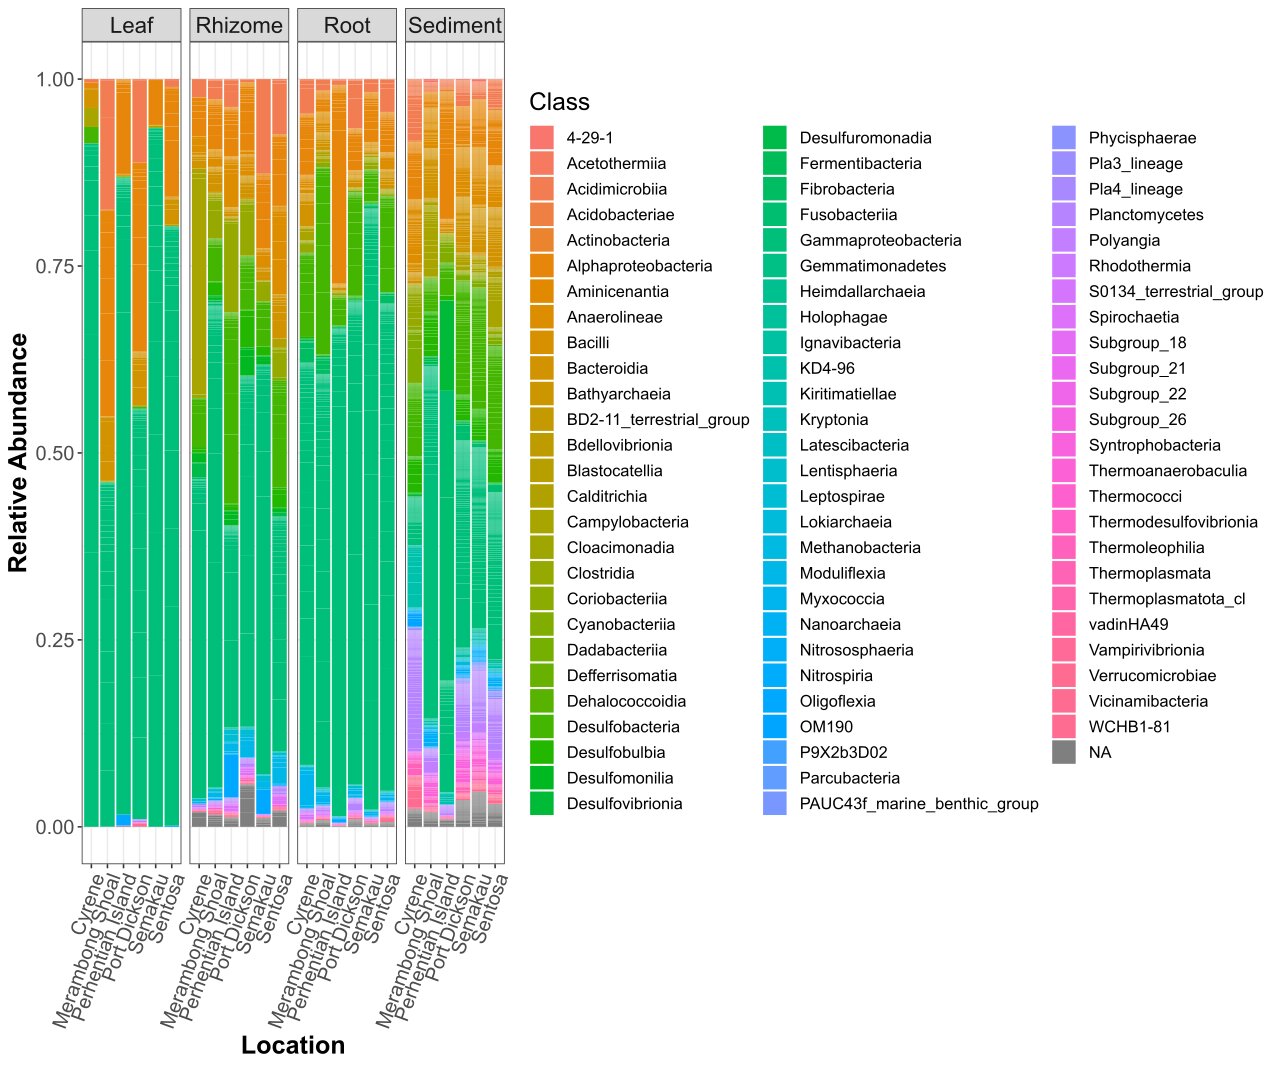 Leaf Rhizome Root Sediment
1.00
0.75
0.50
0.25
0.00
Relative Abundance
Cyrene Merambong Shoal Perhentian Island Port Dickson Semakau Sentosa
Cyrene Merambong Shoal Perhentian Island Port Dickson Semakau Sentosa
Cyrene Merambong Shoal Perhentian Island Port Dickson Semakau Sentosa
Cyrene Merambong Shoal Perhentian Island Port Dickson Semakau Sentosa
Location
Class
4-29-1
Acetothermiia
Acidimicrobiia
Acidobacteriae
Actinobacteria
Alphaproteobacteria
Aminicenantia
Anaerolineae
Bacilli
Bacteroidia
Bathyarchaeia
BD2-11_terrestrial_group
Bdellovibrionia
Blastocatellia
Calditrichia
Campylobacteria
Cloacimonadia
Clostridia
Coriobacteriia
Cyanobacteriia
Dadabacteriia
Defferrisomatia
Dehalococcoidia
Desulfobacteria
Desulfobulbia
Desulfomonilia
Desulfovibrionia
Desulfuromonadia
Fermentibacteria
Fibrobacteria
Fusobacteriia
Gammaproteobacteria
Gemmatimonadetes
Heimdallarchaeia
Holophagae
Ignavibacteria
KD4-96
Kiritimatiellae
Kryptonia
Latescibacteria
Lentisphaeria
Leptospirae
Lokiarchaeia
Methanobacteria
Moduliflexia
Myxococcia
Nanoarchaeia
Nitrososphaeria
Nitrospiria
Oligoflexia
OM190
P9X2b3D02
Parcubacteria
PAUC43f_marine_benthic_group
Phycisphaerae
Pla3_lineage
Pla4_lineage
Planctomycetes
Polyangia
Rhodothermia
S0134_terrestrial_group
Spirochaetia
Subgroup_18
Subgroup_21
Subgroup_22
Subgroup_26
Syntrophobacteria
Thermoanaerobaculia
Thermococci
Thermodesulfovibrionia
Thermoleophilia
Thermoplasmata
Thermoplasmatota_cl
vadinHA49
Vampirivibrionia
Verrucomicrobiae
Vicinamibacteria
WCHB1-81
NA